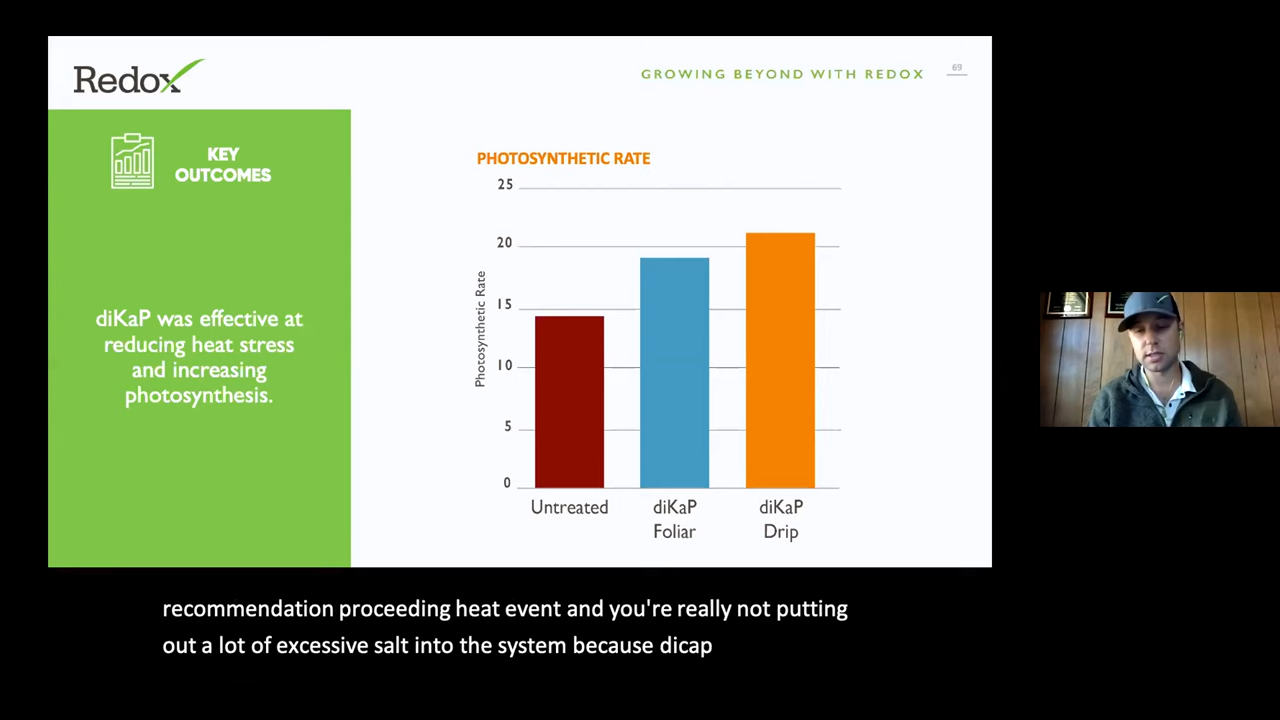 Redox
GROWING BEYOND WITH REDOX
69
KEY
OUTCOMES
diKaP was effective at
reducing heat stress
and increasing
photosynthesis.
PHOTOSYNTHETIC RATE
Photosynthetic Rate
25
20
15
10
5
0
Untreated
diKaP
Foliar
diKaP
Drip
recommendation proceeding heat event and you're really not putting
out a lot of excessive salt into the system because dicap